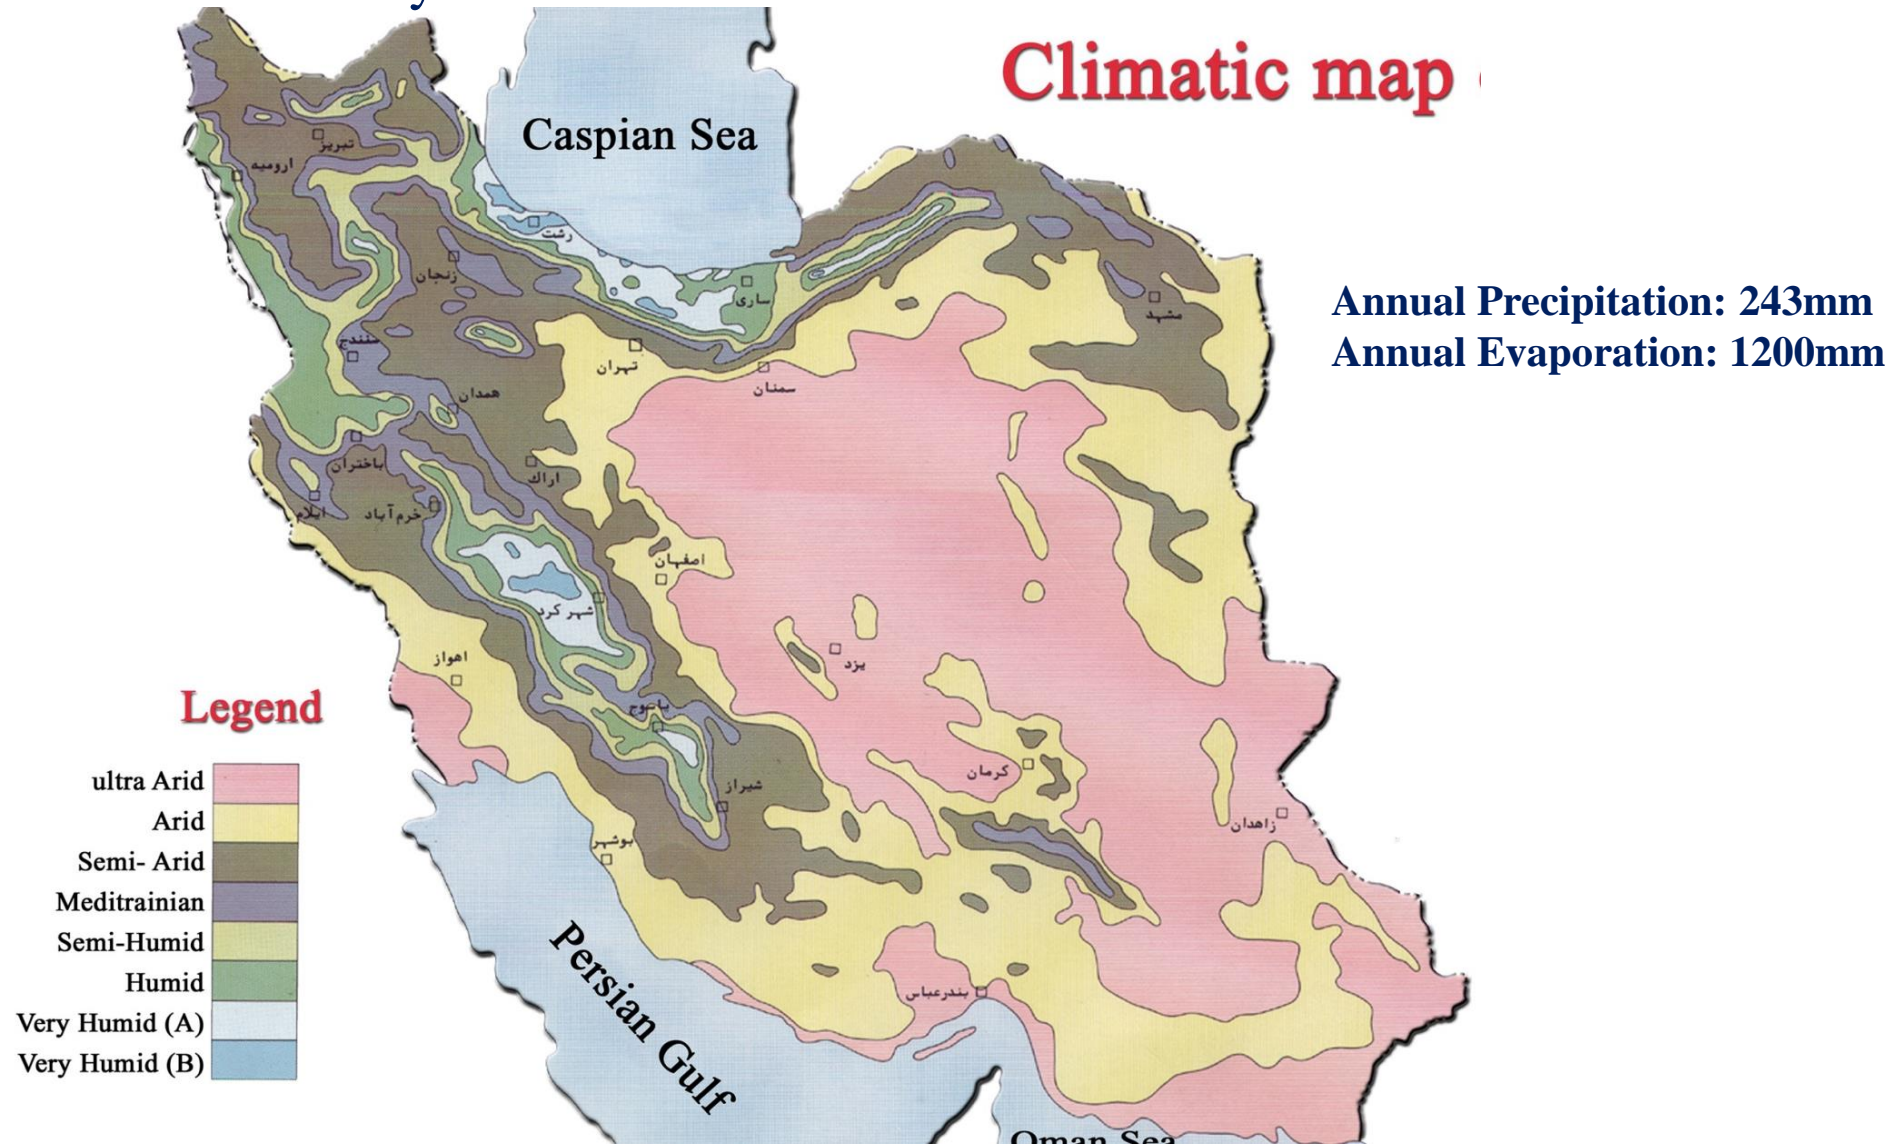 y
Climatic map
Caspian Sea
تبریز
ارومیه
رشت
زنجان
ساری
مشهد
سنندج
تهران
سمنان
همدان
باختران
اراك
ایلام
خرم آباد
اصفهان
شهر کرد
یزد
اهواز
یاسوج
کرمان
شیراز
زاهدان
بوشهر
بندرعباس
Annual Precipitation: 243mm
Annual Evaporation: 1200mm
Legend
ultra Arid
Arid
Semi- Arid
Meditrainian
Semi-Humid
Humid
Very Humid (A)
Very Humid (B)
Persian Gulf
Oman Sea